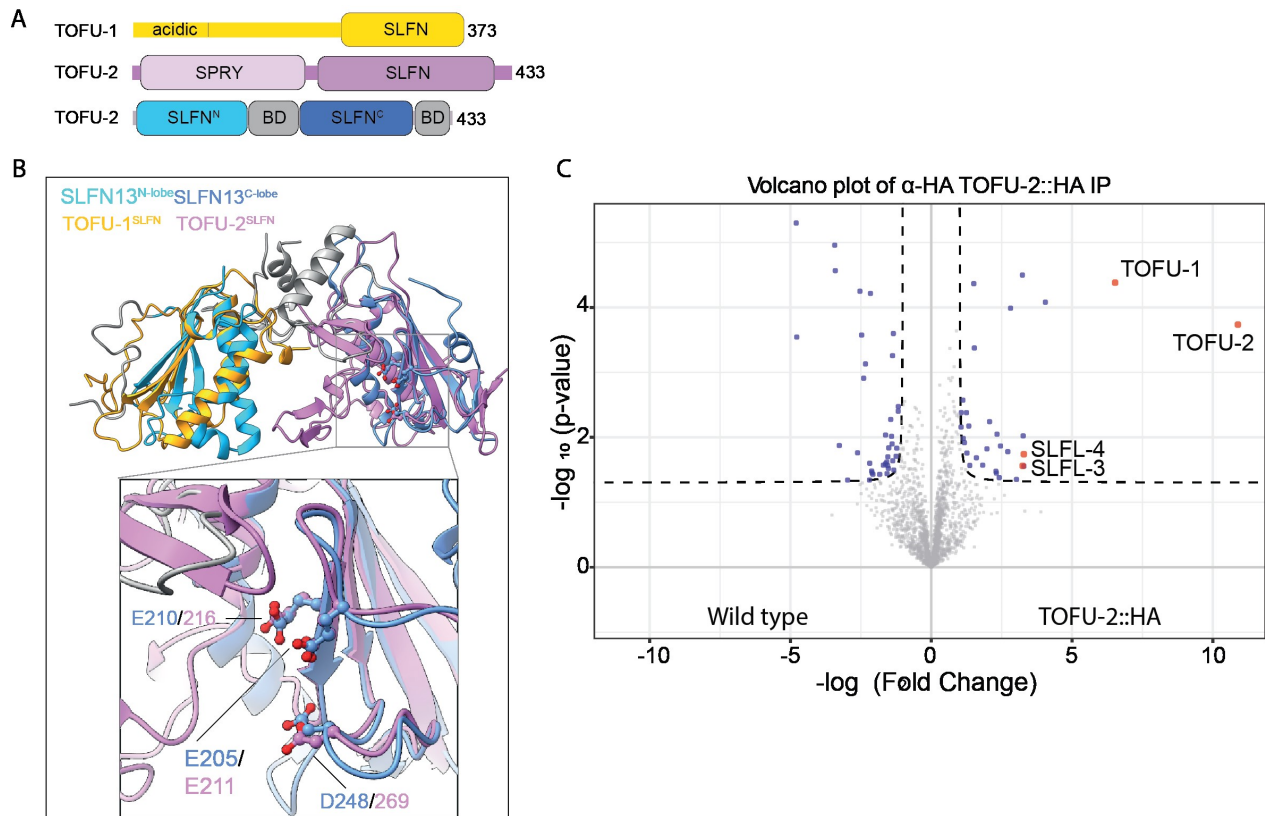 A
TOFU-1 acidic SLFN 373
TOFU-2 SPRY SLFN 433
TOFU-2 SLFNᴺ BD SLFNᶜ BD 433
B
SLFN13ᴺ⁻ˡᵒᵇᵉSLFN13ᶜ⁻ˡᵒᵇᵉ
TOFU-1ˢᴸᶠᴺ TOFU-2ˢᴸᶠᴺ
E210/216
E205/
E211
D248/269
C
Volcano plot of α-HA TOFU-2::HA IP
TOFU-1
TOFU-2
SLFL-4
SLFL-3
4
2
0
-log ₁₀ (p-value)
Wild type TOFU-2::HA
-10 -5 0 5 10
-log₂ (Fold Change)